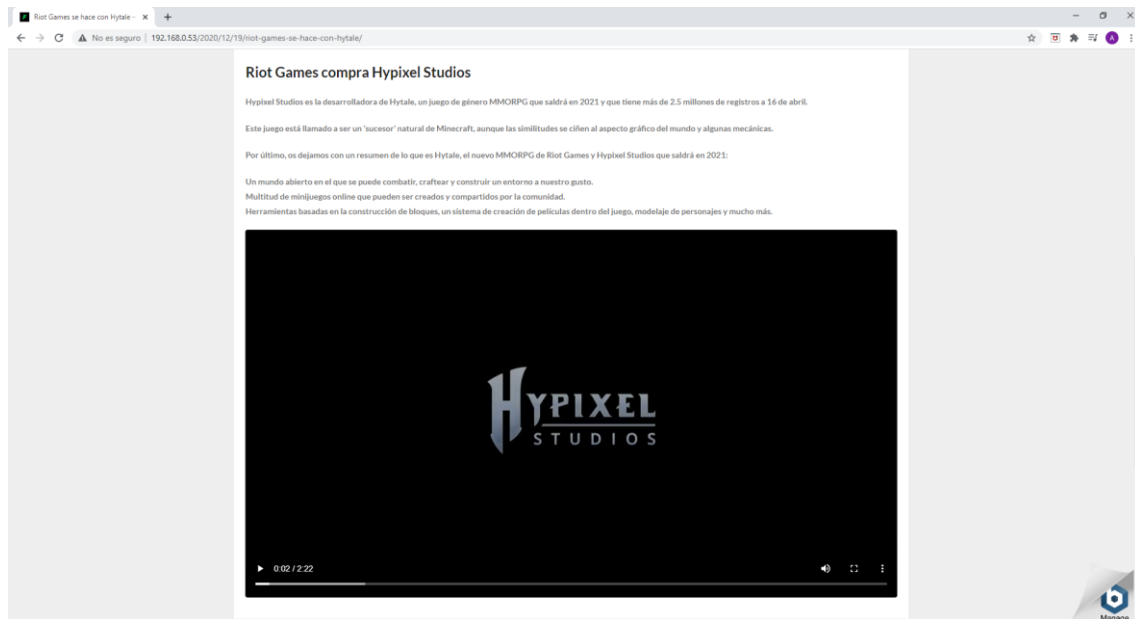 Riot Games se hace con Hytale –
No es seguro | 192.168.0.53/2020/12/19/riot-games-se-hace-con-hytale/
A
Riot Games compra Hypixel Studios
Hypixel Studios es la desarrolladora de Hytale, un juego de género MMORPG que saldrá en 2021 y que tiene más de 2.5 millones de registros a 16 de abril.
Este juego está llamado a ser un 'sucesor' natural de Minecraft, aunque las similitudes se ciñen al aspecto gráfico del mundo y algunas mecánicas.
Por último, os dejamos con un resumen de lo que es Hytale, el nuevo MMORPG de Riot Games y Hypixel Studios que saldrá en 2021:
Un mundo abierto en el que se puede combatir, craftear y construir un entorno a nuestro gusto.
Multitud de minijuegos online que pueden ser creados y compartidos por la comunidad.
Herramientas basadas en la construcción de bloques, un sistema de creación de películas dentro del juego, modelaje de personajes y mucho más.
HYPIXEL
STUDIOS
0:02 / 2:22
Manage